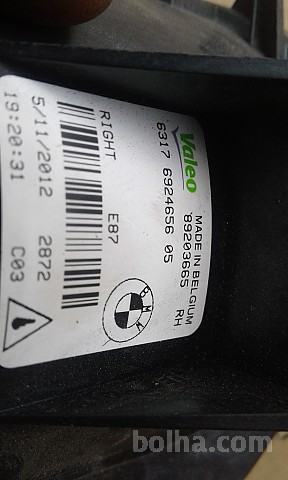 Valeo
MADE IN BELGIUM
6317 6924656 05
89203665 RH
RIGHT E87
BMW
5/11/2012 2872
19:20:31 C03
bolha.com